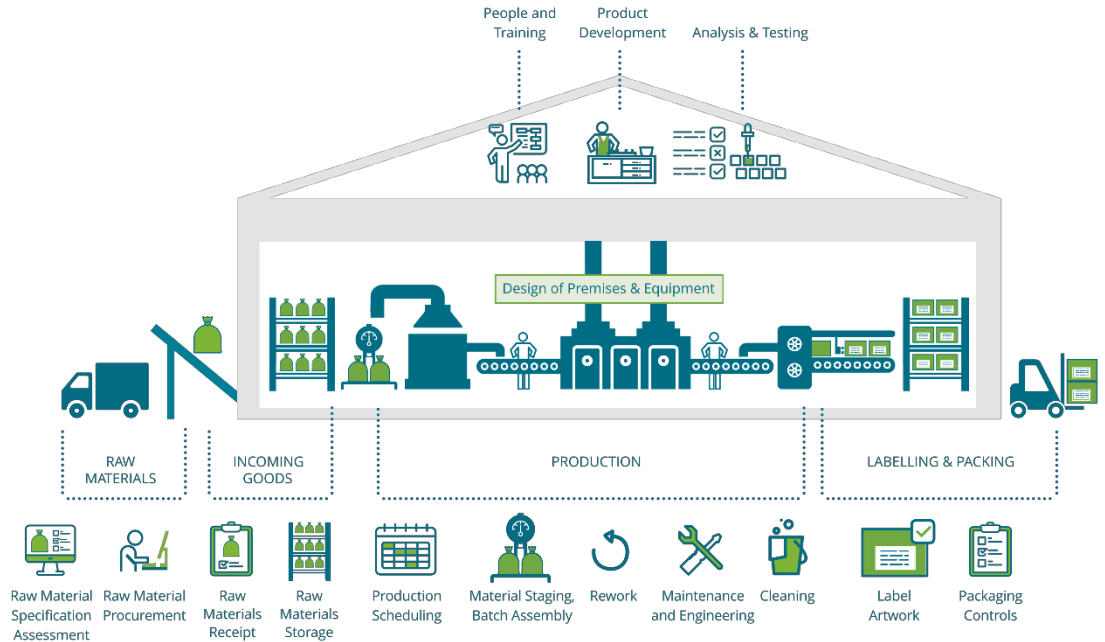 People and
Training
Product
Development
Analysis & Testing
Design of Premises & Equipment
RAW
MATERIALS
INCOMING
GOODS
PRODUCTION
LABELLING & PACKING
Raw Material
Specification
Assessment
Raw Material
Procurement
Raw
Materials
Receipt
Raw
Materials
Storage
Production
Scheduling
Material Staging,
Batch Assembly
Rework
Maintenance
and Engineering
Cleaning
Label
Artwork
Packaging
Controls